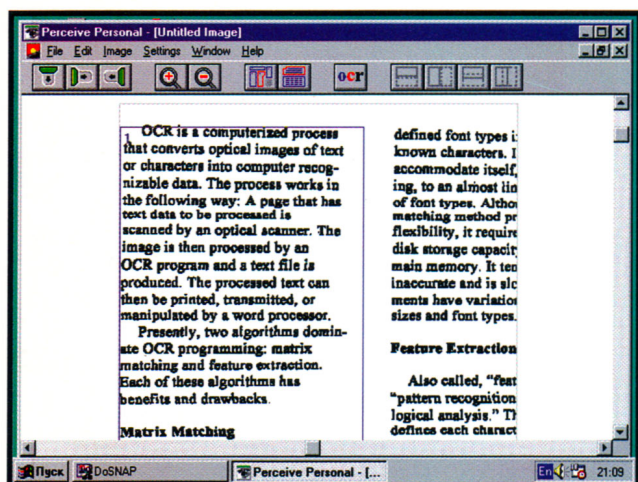 Perceive Personal - [Untitled Image]
File Edit Image Settings Window Help
ocr
1
OCR is a computerized process
that converts optical images of text
or characters into computer recog-
nizable data. The process works in
the following way: A page that has
text data to be processed is
scanned by an optical scanner. The
image is then processed by an
OCR program and a text file is
produced. The processed text can
then be printed, transmitted, or
manipulated by a word processor.
Presently, two algorithms domin-
ate OCR programming: matrix
matching and feature extraction.
Each of these algorithms has
benefits and drawbacks.
Matrix Matching
defined font types i
known characters. I
accommodate itself,
ing, to an almost lin
of font types. Althou
matching method pr
flexibility, it require
disk storage capacit
main memory. It ten
inaccurate and is slo
ments have variation
sizes and font types.
Feature Extraction
Also called, “feat
“pattern recognition
logical analysis.” Th
defines each charact
Пуск DoSNAP Perceive Personal - [... En 21:09